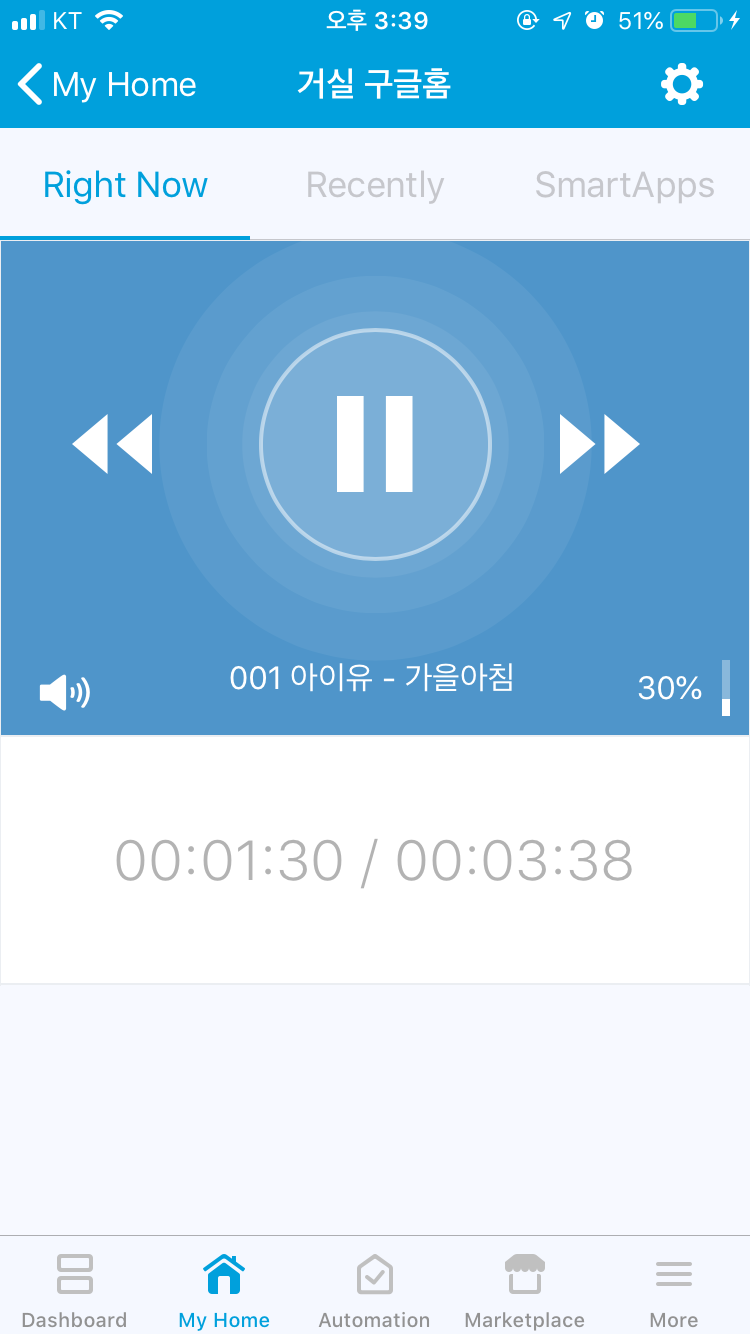 KT 오후 3:39 51%
My Home 거실 구글홈
Right Now Recently SmartApps
001 아이유 - 가을아침 30%
00:01:30 / 00:03:38
Dashboard My Home Automation Marketplace More